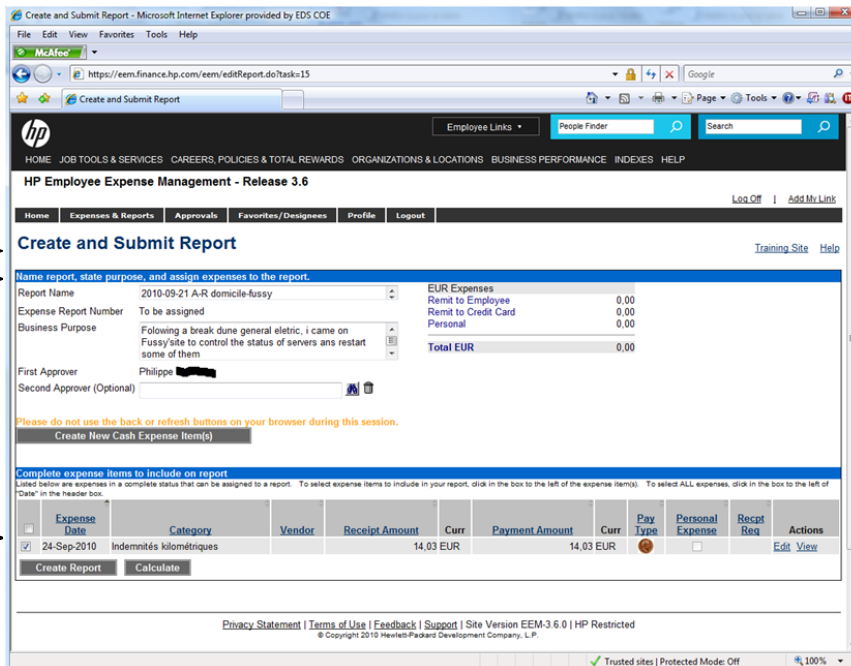 Create and Submit Report - Microsoft Internet Explorer provided by EDS COE
File Edit View Favorites Tools Help
McAfee
https://eem.finance.hp.com/eem/editReport.do?task=15
Google
Create and Submit Report
Page Tools
hp
Employee Links
People Finder
Search
HOME JOB TOOLS & SERVICES CAREERS, POLICIES & TOTAL REWARDS ORGANIZATIONS & LOCATIONS BUSINESS PERFORMANCE INDEXES HELP
HP Employee Expense Management - Release 3.6
Log Off | Add My Link
Home Expenses & Reports Approvals Favorites/Designees Profile Logout
Create and Submit Report
Training Site Help
Name report, state purpose, and assign expenses to the report.
Report Name 2010-09-21 A-R domicile-fussy
Expense Report Number To be assigned
Business Purpose Folowing a break dune general eletric, i came on
Fussy'site to control the status of servers ans restart
some of them
First Approver Philippe
Second Approver (Optional)
EUR Expenses
Remit to Employee 0,00
Remit to Credit Card 0,00
Personal 0,00
Total EUR 0,00
Please do not use the back or refresh buttons on your browser during this session.
Create New Cash Expense Item(s)
Complete expense items to include on report
Listed below are expenses in a complete status that can be assigned to a report. To select expense items to include in your report, click in the box to the left of the expense item(s). To select ALL expenses, click in the box to the left of
"Date" in the header box.
Expense Date Category Vendor Receipt Amount Curr Payment Amount Curr Pay Type Personal Expense Recpt Req Actions
24-Sep-2010 Indemnités kilométriques 14,03 EUR 14,03 EUR Edit View
Create Report Calculate
Privacy Statement | Terms of Use | Feedback | Support | Site Version EEM-3.6.0 | HP Restricted
© Copyright 2010 Hewlett-Packard Development Company, L.P.
Trusted sites | Protected Mode: Off 100%